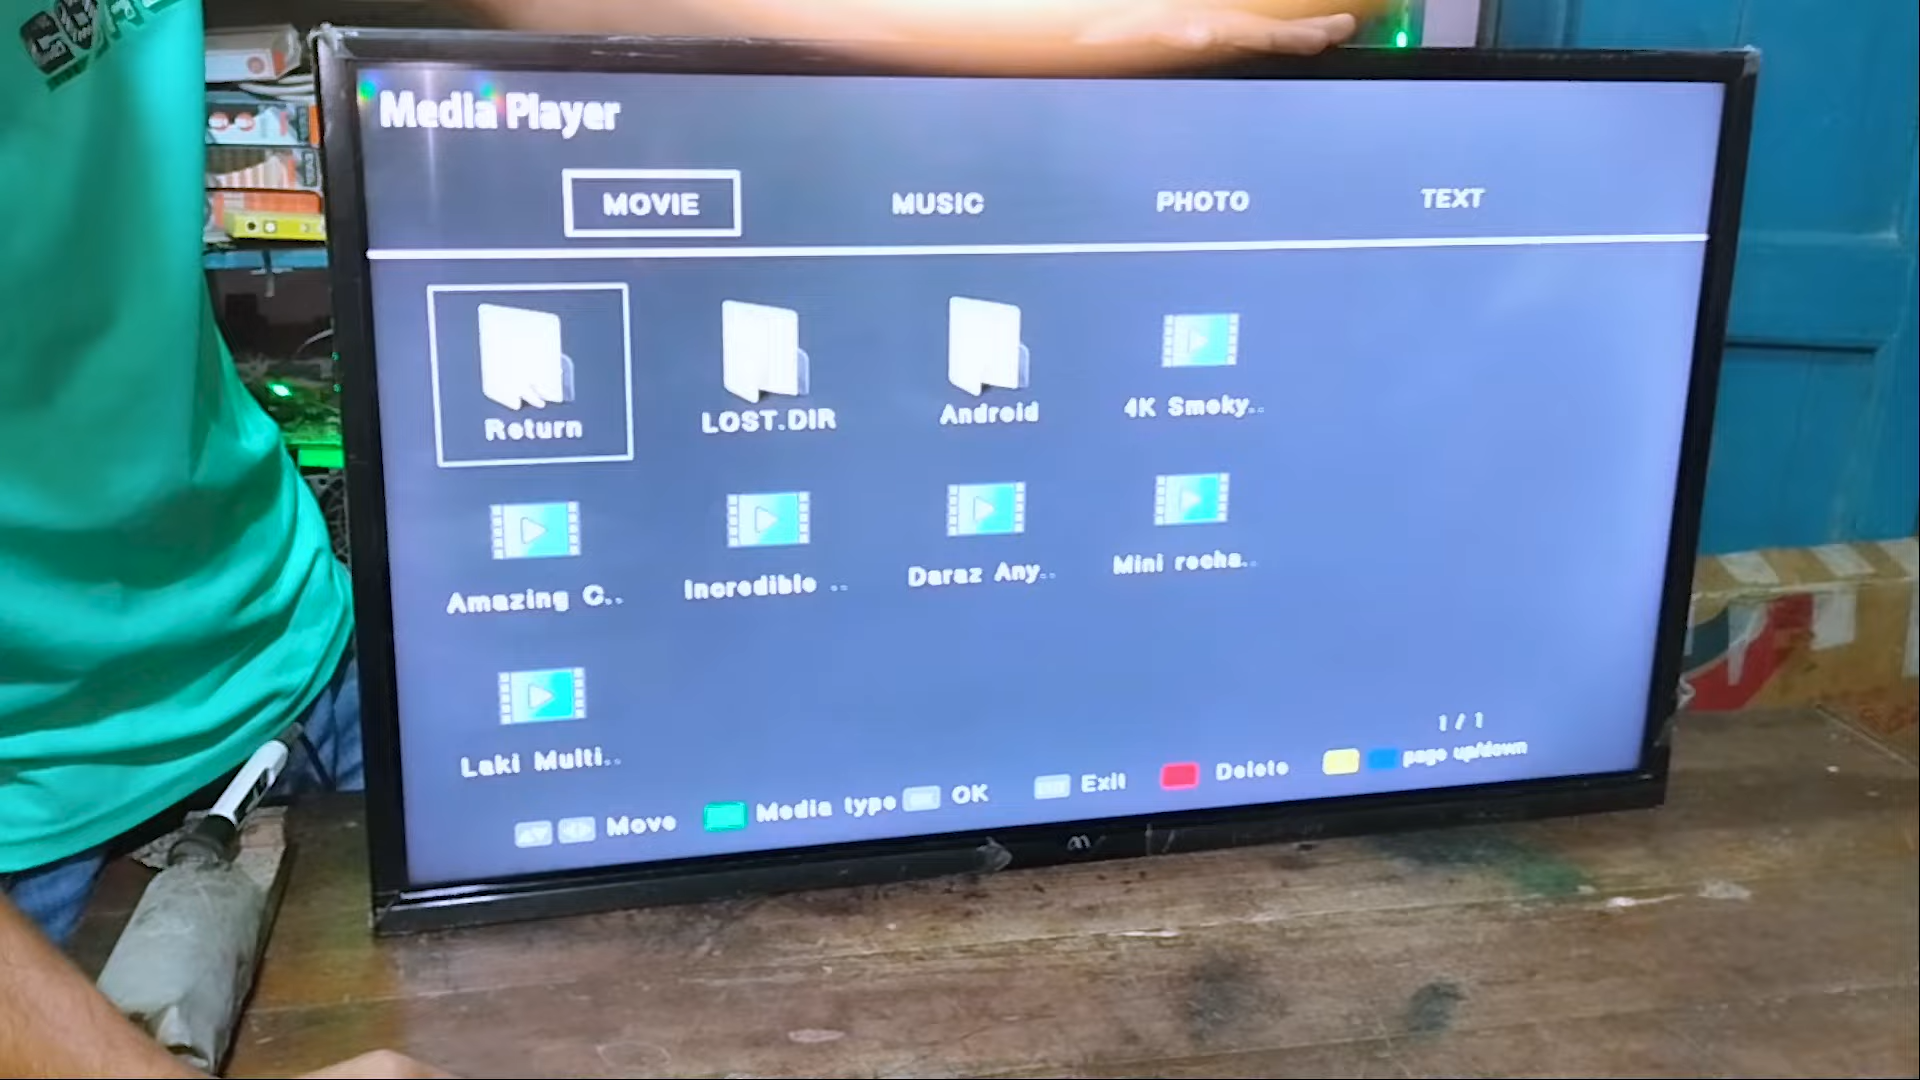 Media Player
MOVIE MUSIC PHOTO TEXT
Return LOST.DIR Android 4K Smoky..
Amazing C.. Incredible .. Daraz Any.. Mini recha..
Laki Multi..
1 / 1
Move Media type OK Exit Delete page up/down